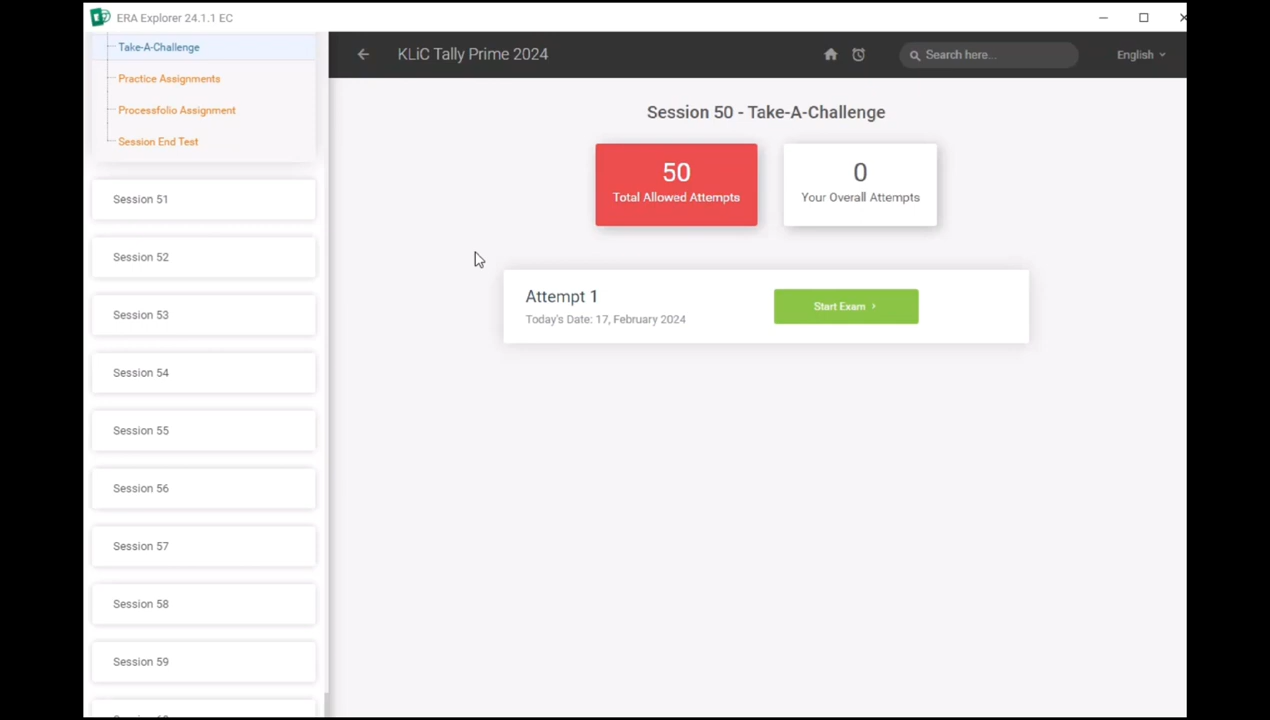 ERA Explorer 24.1.1 EC
Take-A-Challenge
Practice Assignments
Processfolio Assignment
Session End Test
Session 51
Session 52
Session 53
Session 54
Session 55
Session 56
Session 57
Session 58
Session 59
KLiC Tally Prime 2024
Search here...
English
Session 50 - Take-A-Challenge
50
Total Allowed Attempts
0
Your Overall Attempts
Attempt 1
Today's Date: 17, February 2024
Start Exam